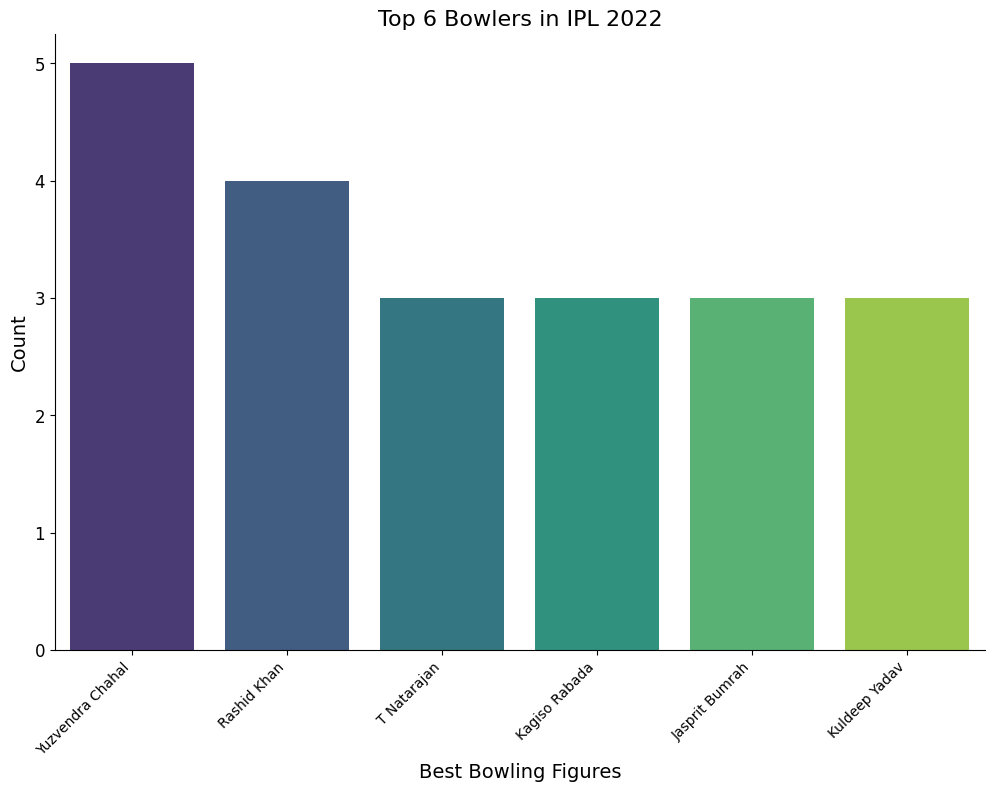 Top 6 Bowlers in IPL 2022
Count
5
4
3
2
1
0
Yuzvendra Chahal
Rashid Khan
T Natarajan
Kagiso Rabada
Jasprit Bumrah
Kuldeep Yadav
Best Bowling Figures